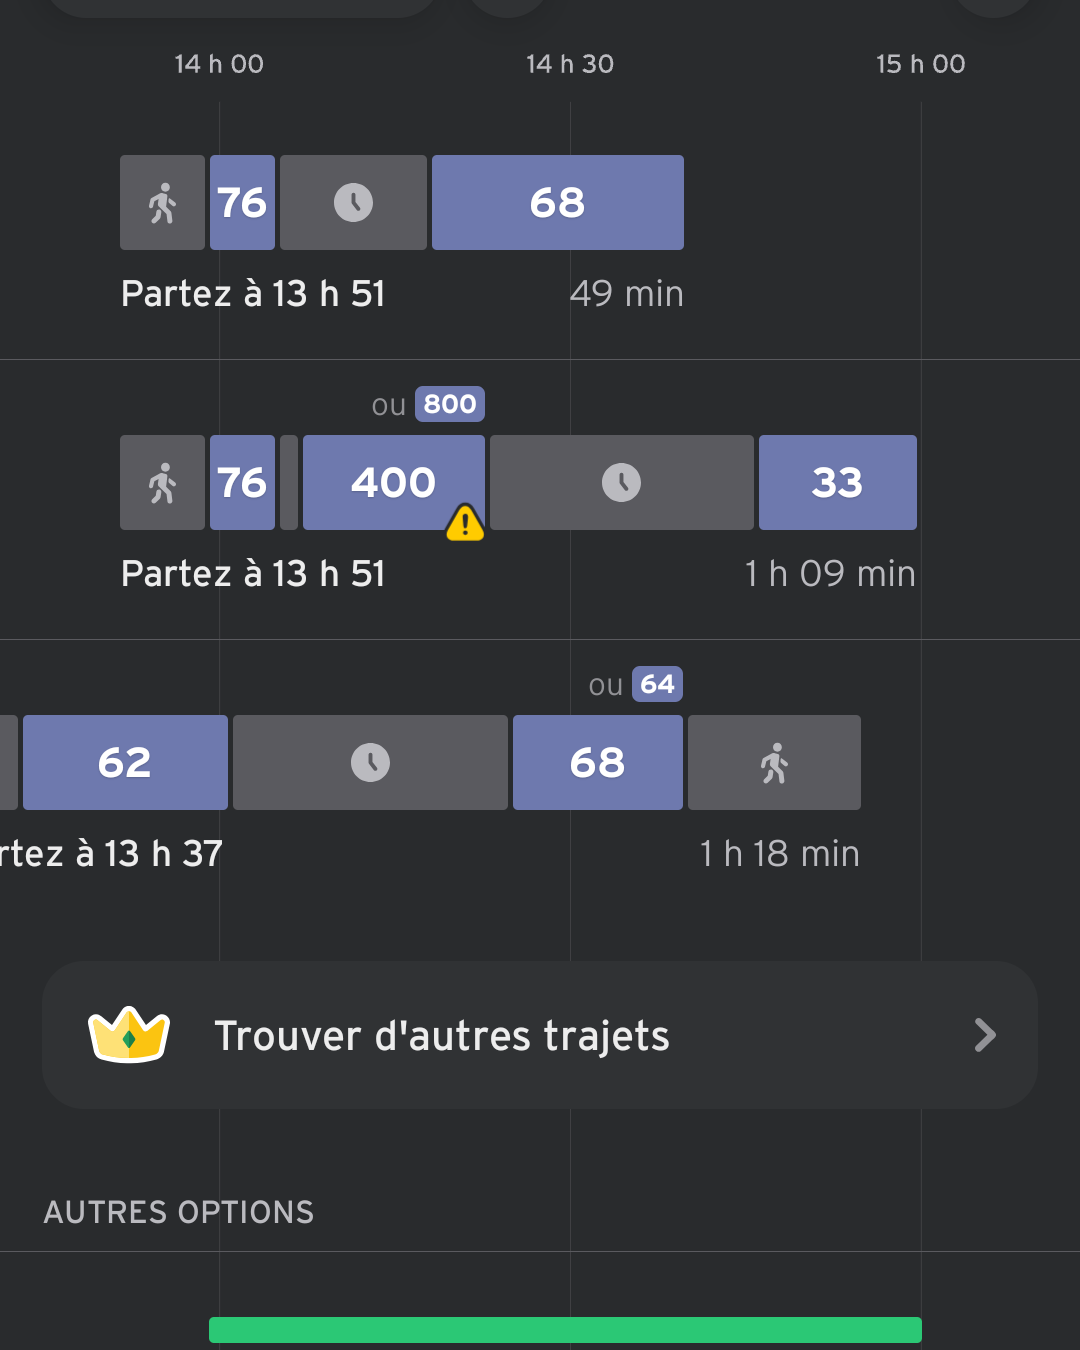 14 h 00 14 h 30 15 h 00
76 68
Partez à 13 h 51 49 min
ou 800
76 400 33
Partez à 13 h 51 1 h 09 min
ou 64
62 68
rtez à 13 h 37 1 h 18 min
Trouver d'autres trajets
AUTRES OPTIONS